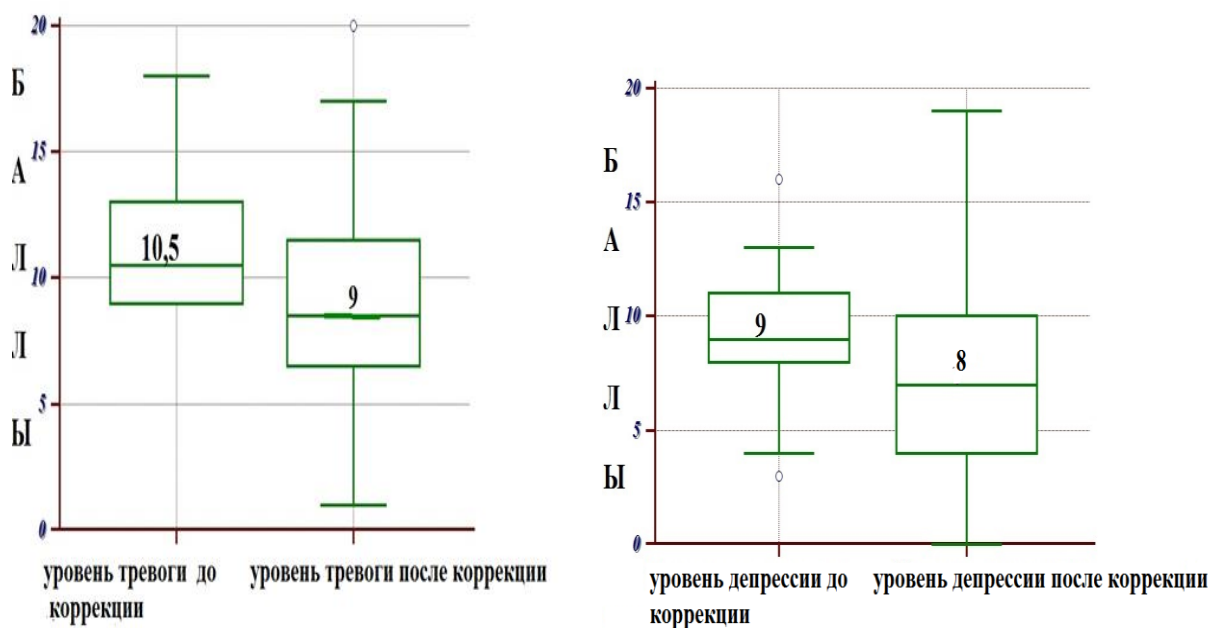 20
Б
15
А
10,5
Л
10
9
Л
5
Ы
0
уровень тревоги до
коррекции
уровень тревоги после коррекции
20
Б
15
А
Л
10
9
8
Л
5
Ы
0
уровень депрессии до
коррекции
уровень депрессии после коррекции